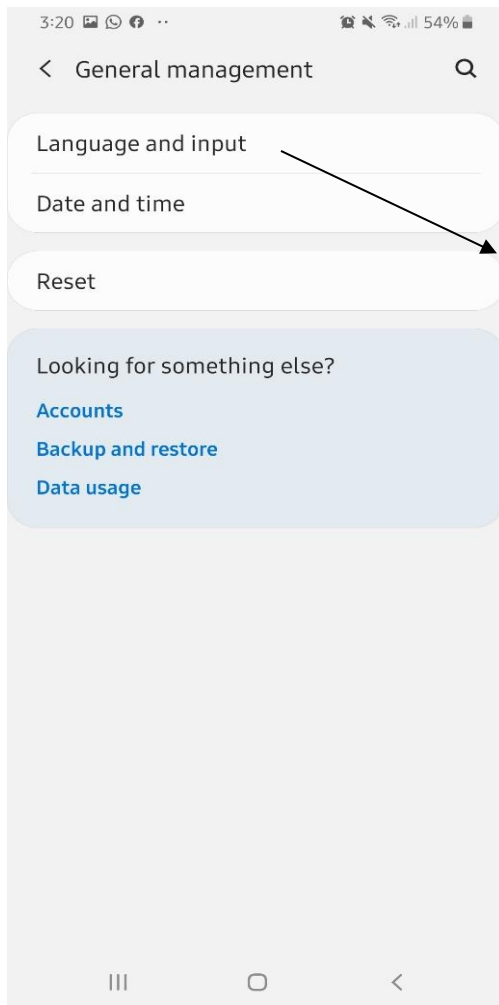 3:20
54%
General management
Language and input
Date and time
Reset
Looking for something else?
Accounts
Backup and restore
Data usage